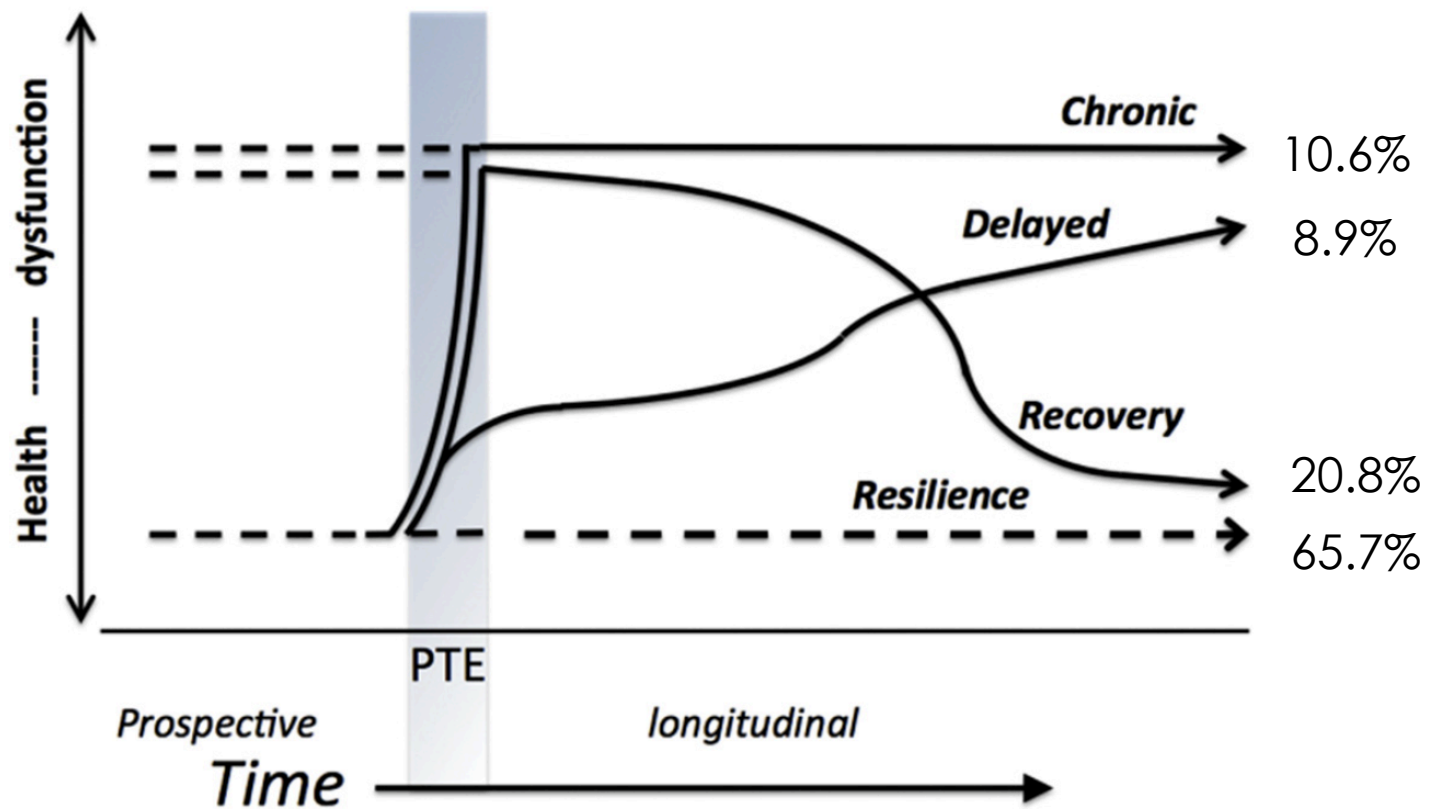 Health ------ dysfunction
Chronic
10.6%
Delayed
8.9%
Recovery
20.8%
Resilience
65.7%
PTE
Prospective
longitudinal
Time